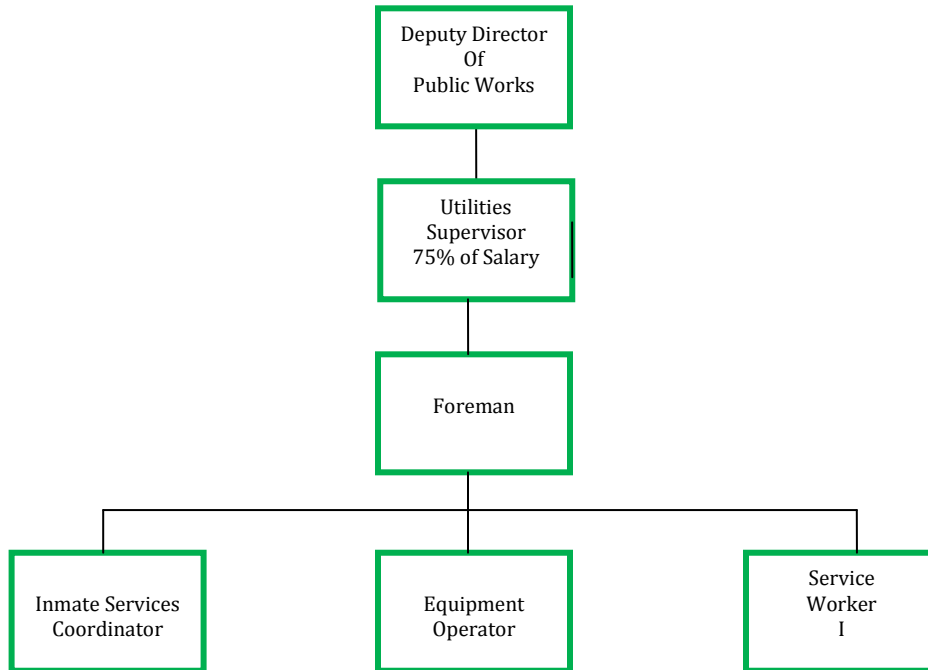 Deputy Director
Of
Public Works
Utilities
Supervisor
75% of Salary
Foreman
Inmate Services
Coordinator
Equipment
Operator
Service
Worker
I